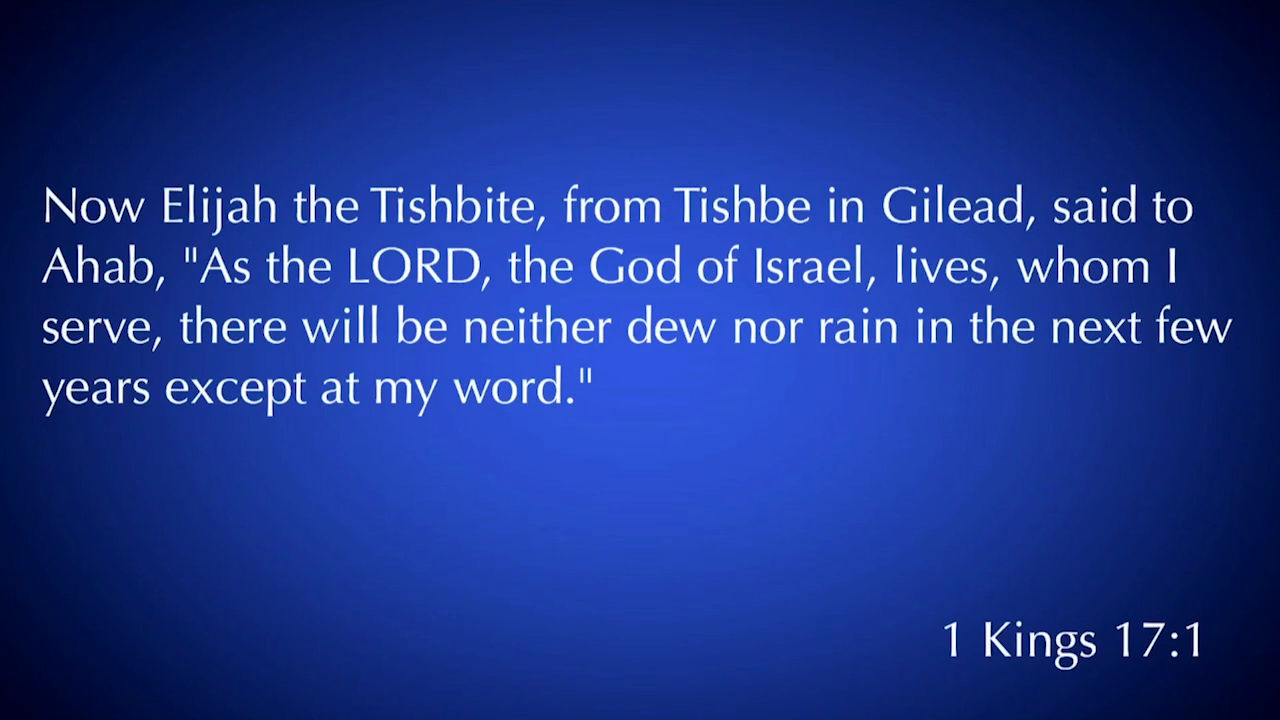 Now Elijah the Tishbite, from Tishbe in Gilead, said to
Ahab, "As the LORD, the God of Israel, lives, whom I
serve, there will be neither dew nor rain in the next few
years except at my word."
1 Kings 17:1